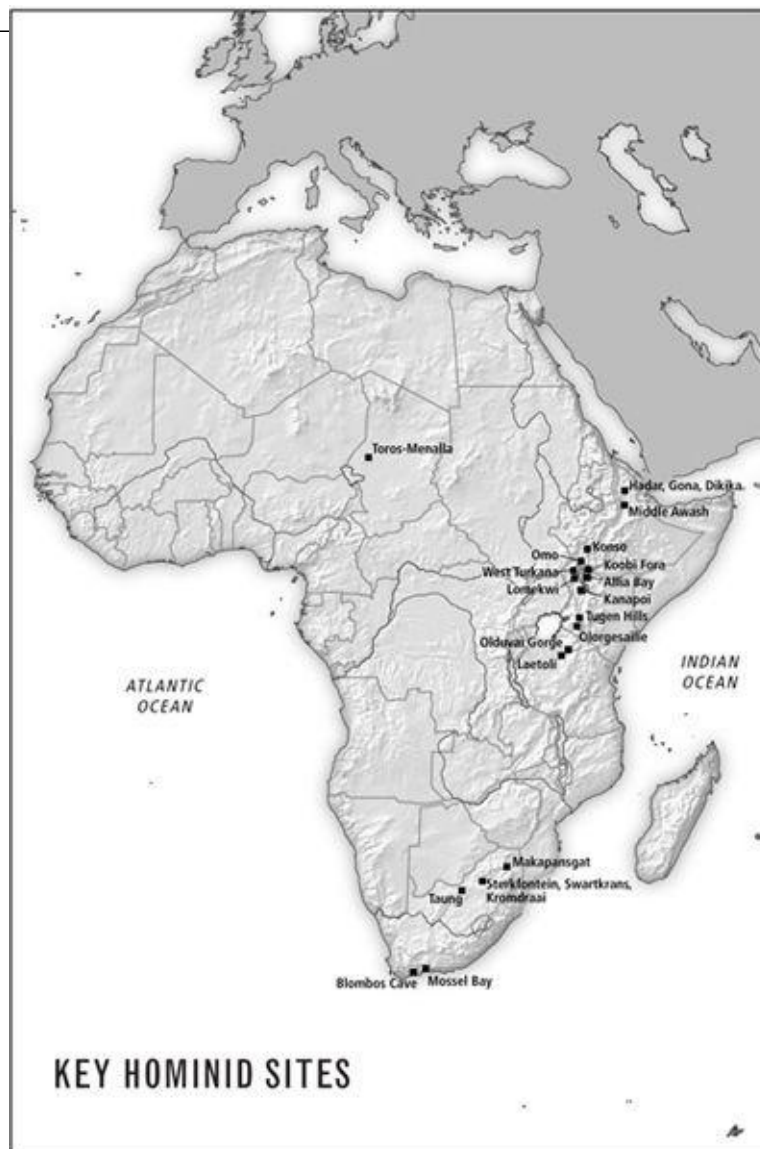 Toros-Menalla
Hadar, Gona, Dikika.
Middle Awash
Konso
Omo
Koobi Fora
West Turkana
Allia Bay
Lomekwi
Kanapoi
Tugen Hills
Olorgesailie
Olduvai Gorge
Laetoli
INDIAN
OCEAN
ATLANTIC
OCEAN
Makapansgat
Sterkfontein, Swartkrans,
Kromdraai
Taung
Blombos Cave
Mossel Bay
KEY HOMINID SITES